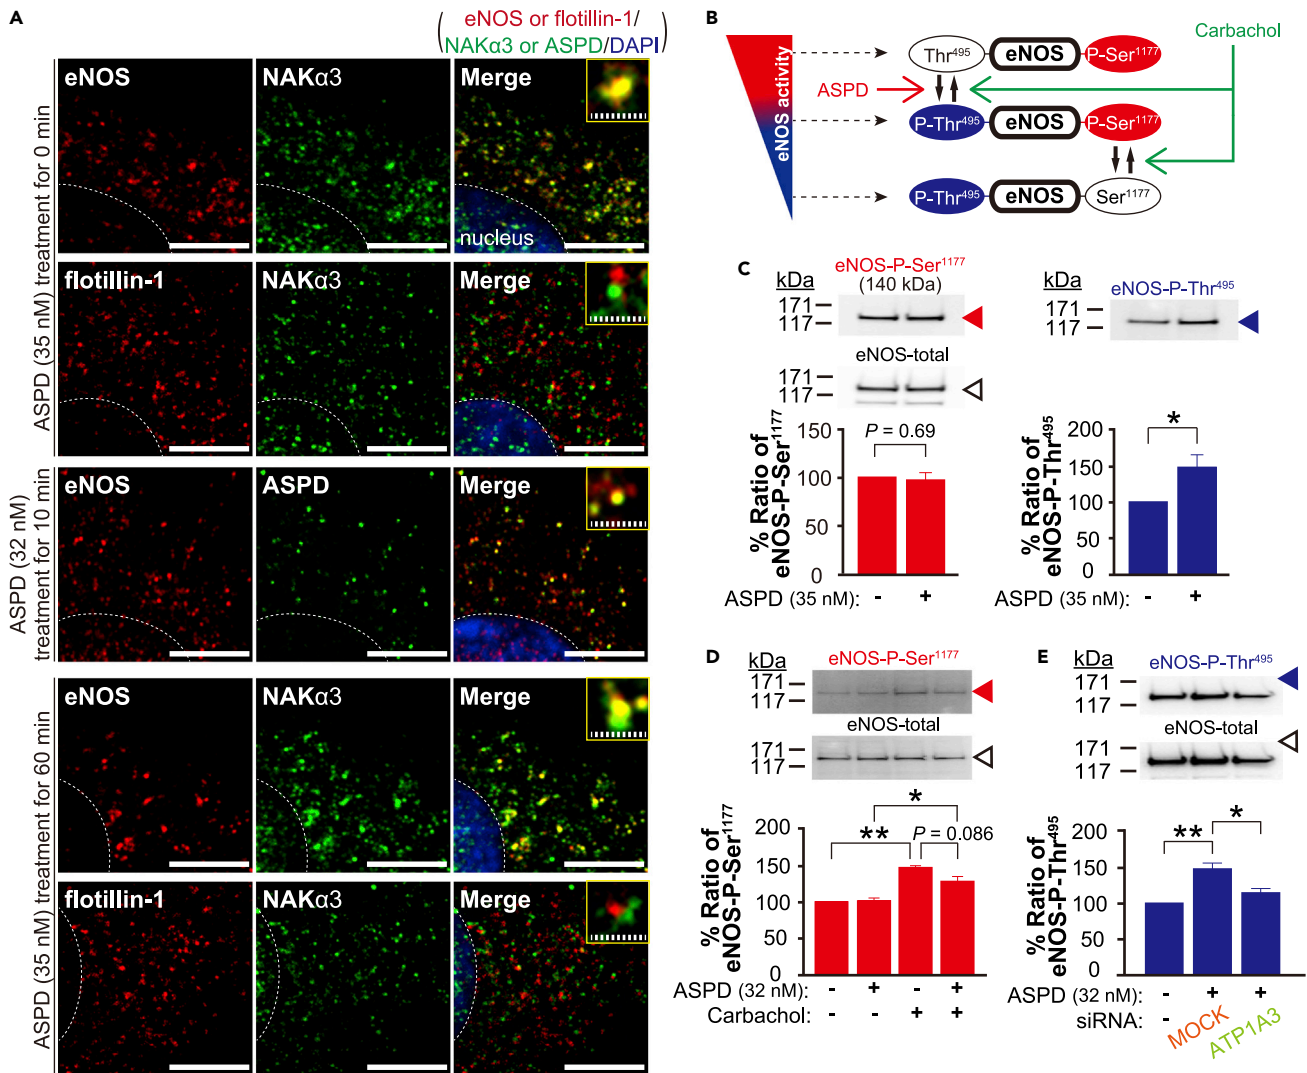 A
( eNOS or flotillin-1/
NAKα3 or ASPD/DAPI )
ASPD (35 nM) treatment for 0 min
eNOS NAKα3 Merge
nucleus
flotillin-1 NAKα3 Merge
ASPD (32 nM)
treatment for 10 min
eNOS ASPD Merge
ASPD (35 nM) treatment for 60 min
eNOS NAKα3 Merge
flotillin-1 NAKα3 Merge
B
Carbachol
eNOS activity
Thr⁴⁹⁵ eNOS P-Ser¹¹⁷⁷
ASPD
P-Thr⁴⁹⁵ eNOS P-Ser¹¹⁷⁷
P-Thr⁴⁹⁵ eNOS Ser¹¹⁷⁷
C
kDa eNOS-P-Ser¹¹⁷⁷
(140 kDa)
171
117
eNOS-total
171
117
% Ratio of
eNOS-P-Ser¹¹⁷⁷
150
100
50
0
P = 0.69
ASPD (35 nM): - +
kDa eNOS-P-Thr⁴⁹⁵
171
117
% Ratio of
eNOS-P-Thr⁴⁹⁵
200
150
100
50
0
*
ASPD (35 nM): - +
D
kDa eNOS-P-Ser¹¹⁷⁷
171
117
eNOS-total
171
117
% Ratio of
eNOS-P-Ser¹¹⁷⁷
200
150
100
50
0
*
** P = 0.086
ASPD (32 nM): - + - +
Carbachol: - - + +
E
kDa eNOS-P-Thr⁴⁹⁵
171
117
eNOS-total
171
117
% Ratio of
eNOS-P-Thr⁴⁹⁵
200
150
100
50
0
** *
ASPD (32 nM): - + +
siRNA: - MOCK ATP1A3